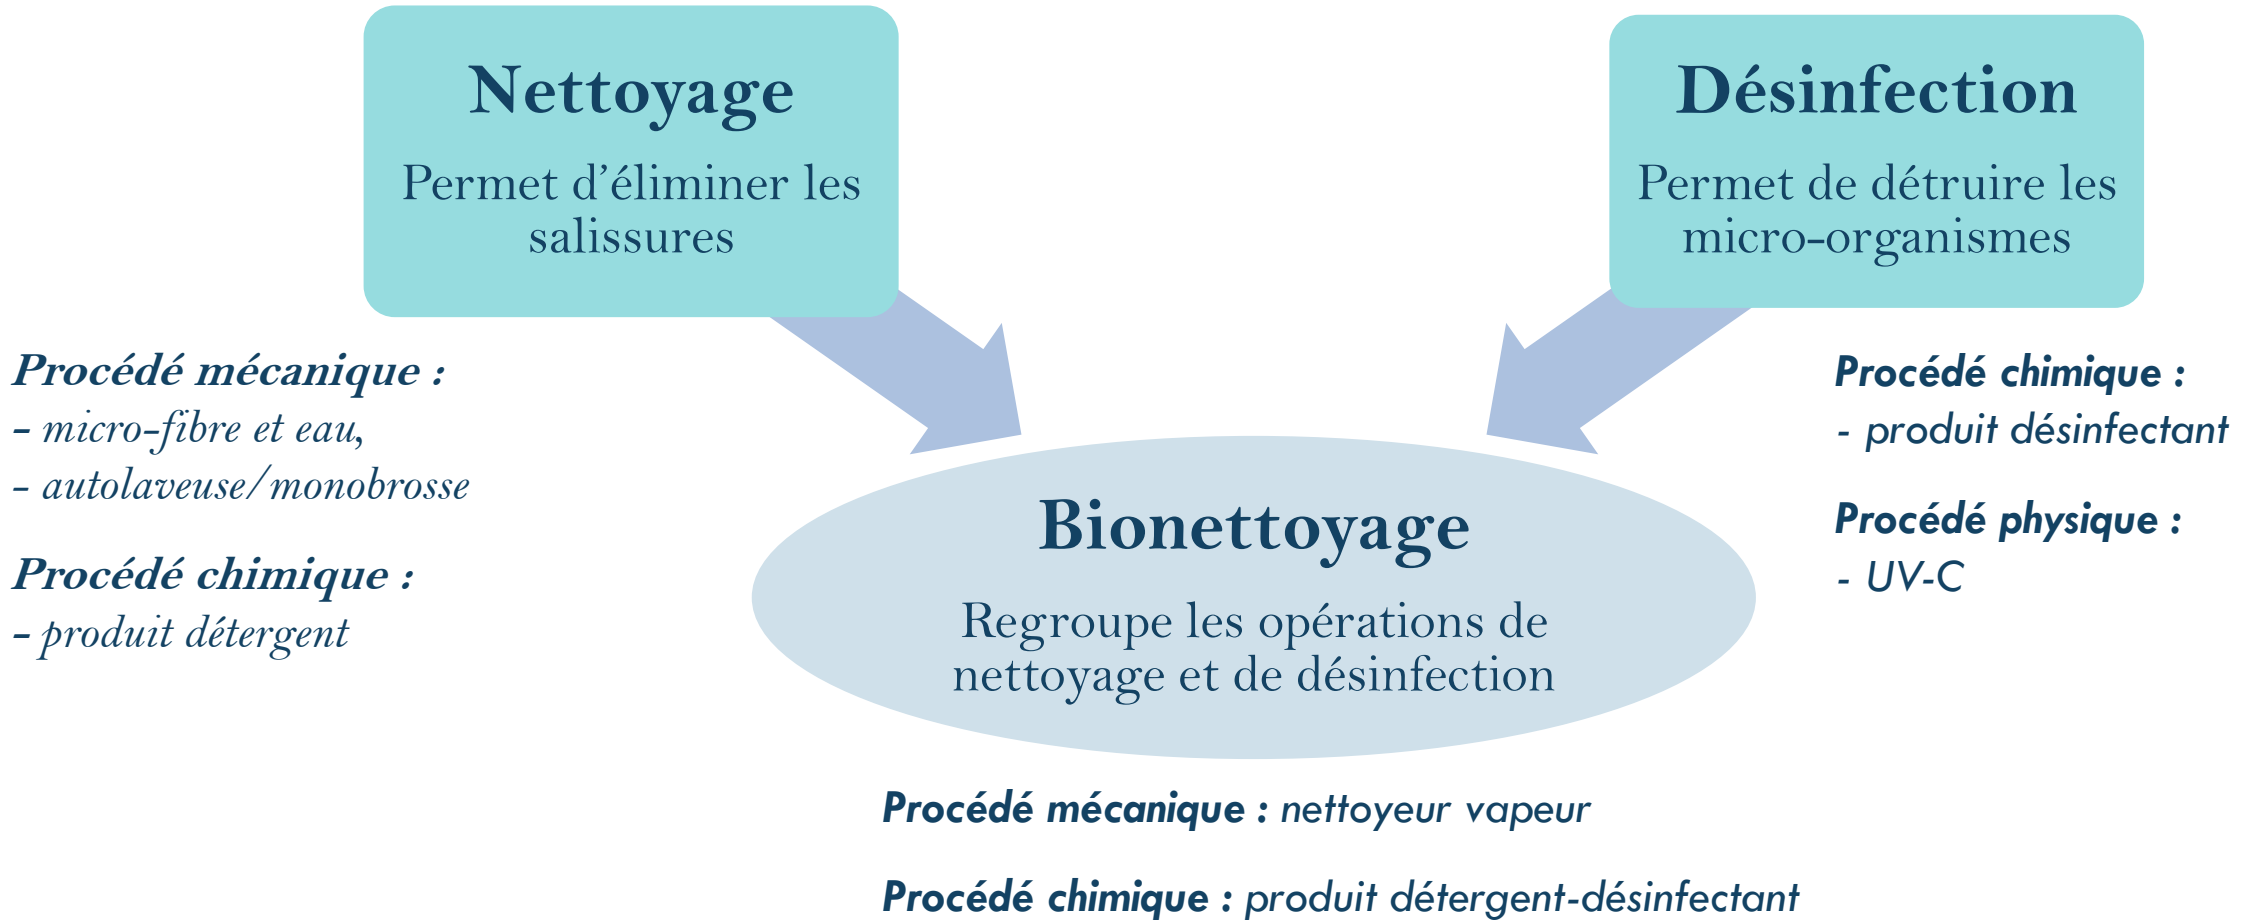 Nettoyage
Permet d’éliminer les
salissures
Désinfection
Permet de détruire les
micro-organismes
Procédé mécanique :
- micro-fibre et eau,
- autolaveuse/monobrosse
Procédé chimique :
- produit détergent
Procédé chimique :
- produit désinfectant
Procédé physique :
- UV-C
Bionettoyage
Regroupe les opérations de
nettoyage et de désinfection
Procédé mécanique : nettoyeur vapeur
Procédé chimique : produit détergent-désinfectant